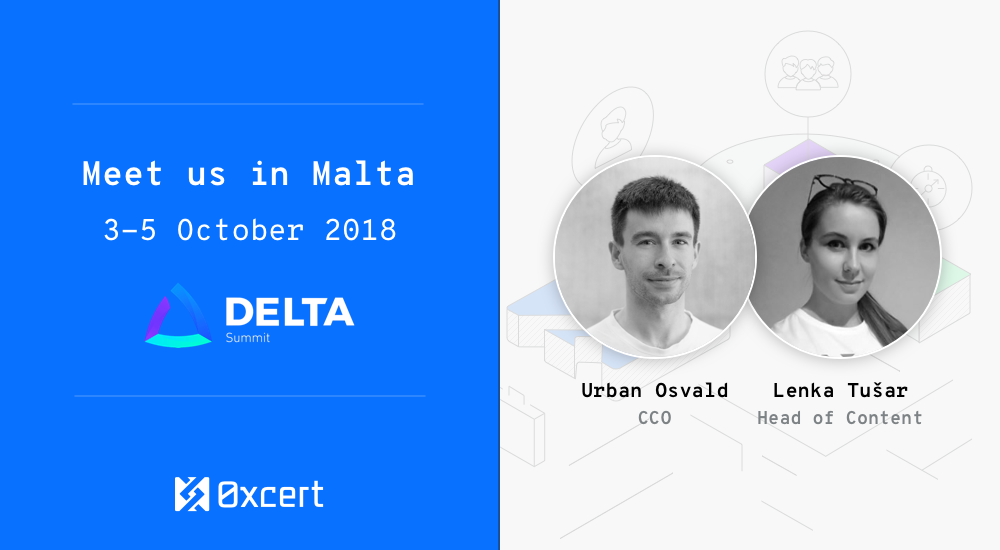 Meet us in Malta
3–5 October 2018
DELTA
Summit
0xcert
Urban Osvald
CCO
Lenka Tušar
Head of Content